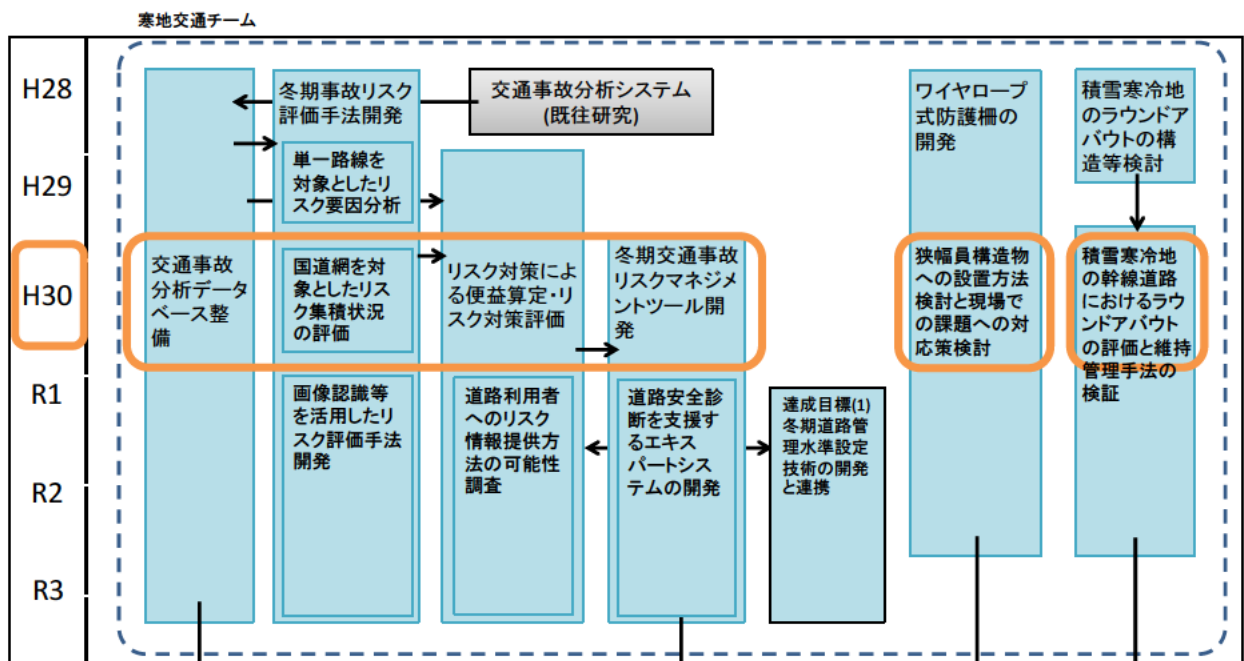 寒地交通チーム
H28
H29
H30
R1
R2
R3
交通事故
分析データ
ベース整
備
冬期事故リスク
評価手法開発
単一路線を
対象としたリ
スク要因分析
国道網を対
象としたリス
ク集積状況
の評価
画像認識等
を活用したリ
スク評価手法
開発
交通事故分析システム
(既往研究)
リスク対策によ
る便益算定・リ
スク対策評価
道路利用者
へのリスク
情報提供方
法の可能性
調査
冬期交通事故
リスクマネジメ
ントツール開
発
道路安全診
断を支援す
るエキス
パートシス
テムの開発
達成目標(1)
冬期道路管
理水準設定
技術の開発
と連携
ワイヤロープ
式防護柵の
開発
狭幅員構造物
への設置方法
検討と現場で
の課題への対
応策検討
積雪寒冷地
のラウンドア
バウトの構
造等検討
積雪寒冷地
の幹線道路
におけるラウ
ンドアバウト
の評価と維持
管理手法の
検証